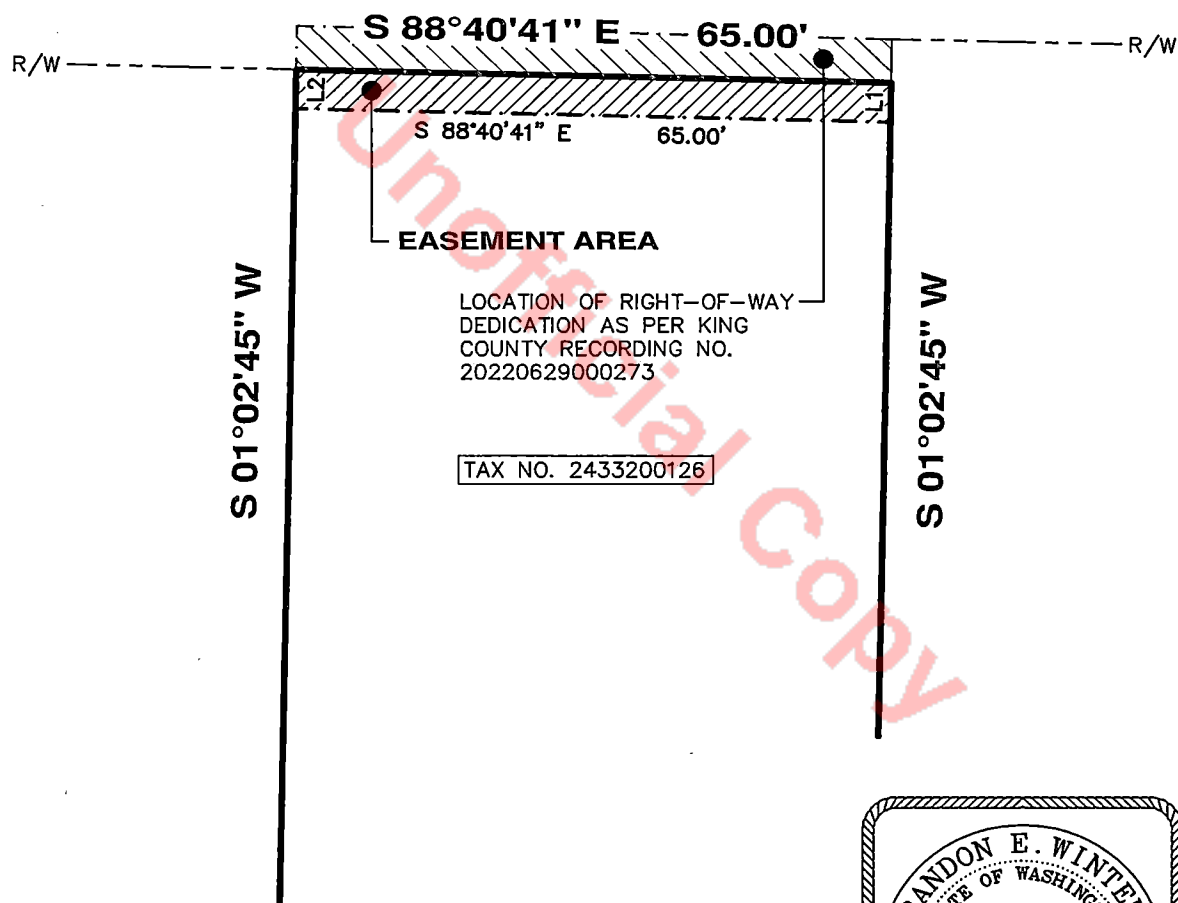 S 88°40'41" E 65.00'
R/W
R/W
L2
L1
S 88°40'41" E 65.00'
EASEMENT AREA
LOCATION OF RIGHT-OF-WAY
DEDICATION AS PER KING
COUNTY RECORDING NO.
20220629000273
S 01°02'45" W
S 01°02'45" W
TAX NO. 2433200126
Unofficial Copy
E. WINTE
OF WASHING